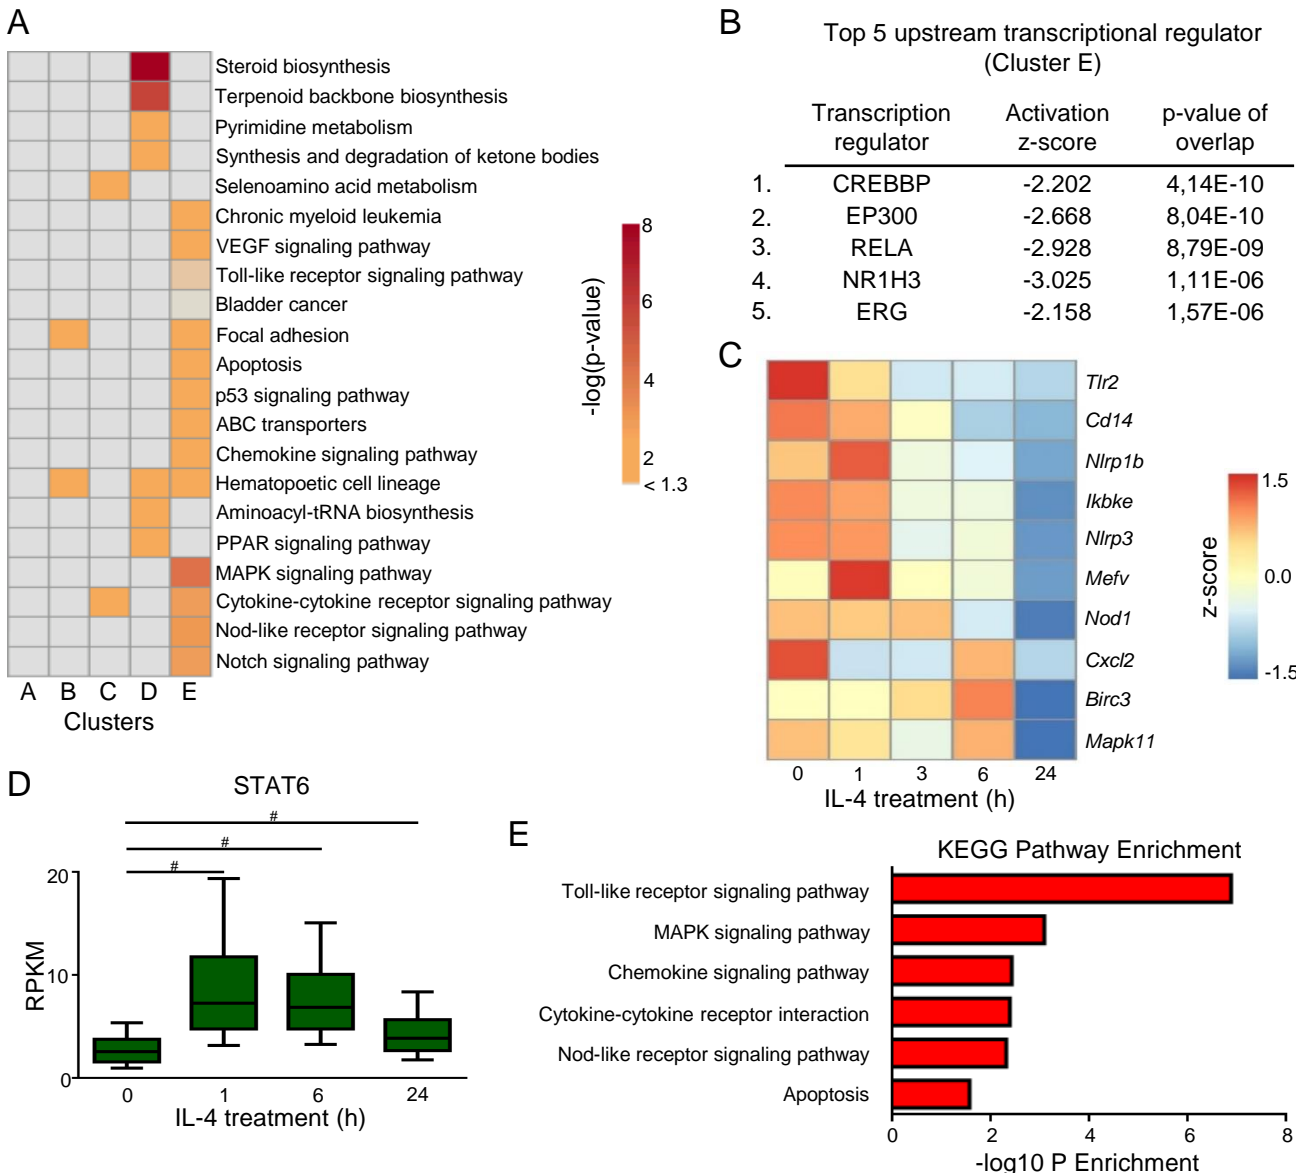 A
Steroid biosynthesis
Terpenoid backbone biosynthesis
Pyrimidine metabolism
Synthesis and degradation of ketone bodies
Selenoamino acid metabolism
Chronic myeloid leukemia
VEGF signaling pathway
Toll-like receptor signaling pathway
Bladder cancer
Focal adhesion
Apoptosis
p53 signaling pathway
ABC transporters
Chemokine signaling pathway
Hematopoetic cell lineage
Aminoacyl-tRNA biosynthesis
PPAR signaling pathway
MAPK signaling pathway
Cytokine-cytokine receptor signaling pathway
Nod-like receptor signaling pathway
Notch signaling pathway
A B C D E
Clusters
-log(p-value)
8
6
4
2
< 1.3
B
Top 5 upstream transcriptional regulator
(Cluster E)
Transcription Activation p-value of
regulator z-score overlap
1. CREBBP -2.202 4,14E-10
2. EP300 -2.668 8,04E-10
3. RELA -2.928 8,79E-09
4. NR1H3 -3.025 1,11E-06
5. ERG -2.158 1,57E-06
C
Tlr2
Cd14
Nlrp1b
Ikbke
Nlrp3
Mefv
Nod1
Cxcl2
Birc3
Mapk11
0 1 3 6 24
IL-4 treatment (h)
z-score
1.5
0.0
-1.5
D
STAT6
#
#
#
RPKM
20
10
0
0 1 6 24
IL-4 treatment (h)
E
KEGG Pathway Enrichment
Toll-like receptor signaling pathway
MAPK signaling pathway
Chemokine signaling pathway
Cytokine-cytokine receptor interaction
Nod-like receptor signaling pathway
Apoptosis
0 2 4 6 8
-log10 P Enrichment